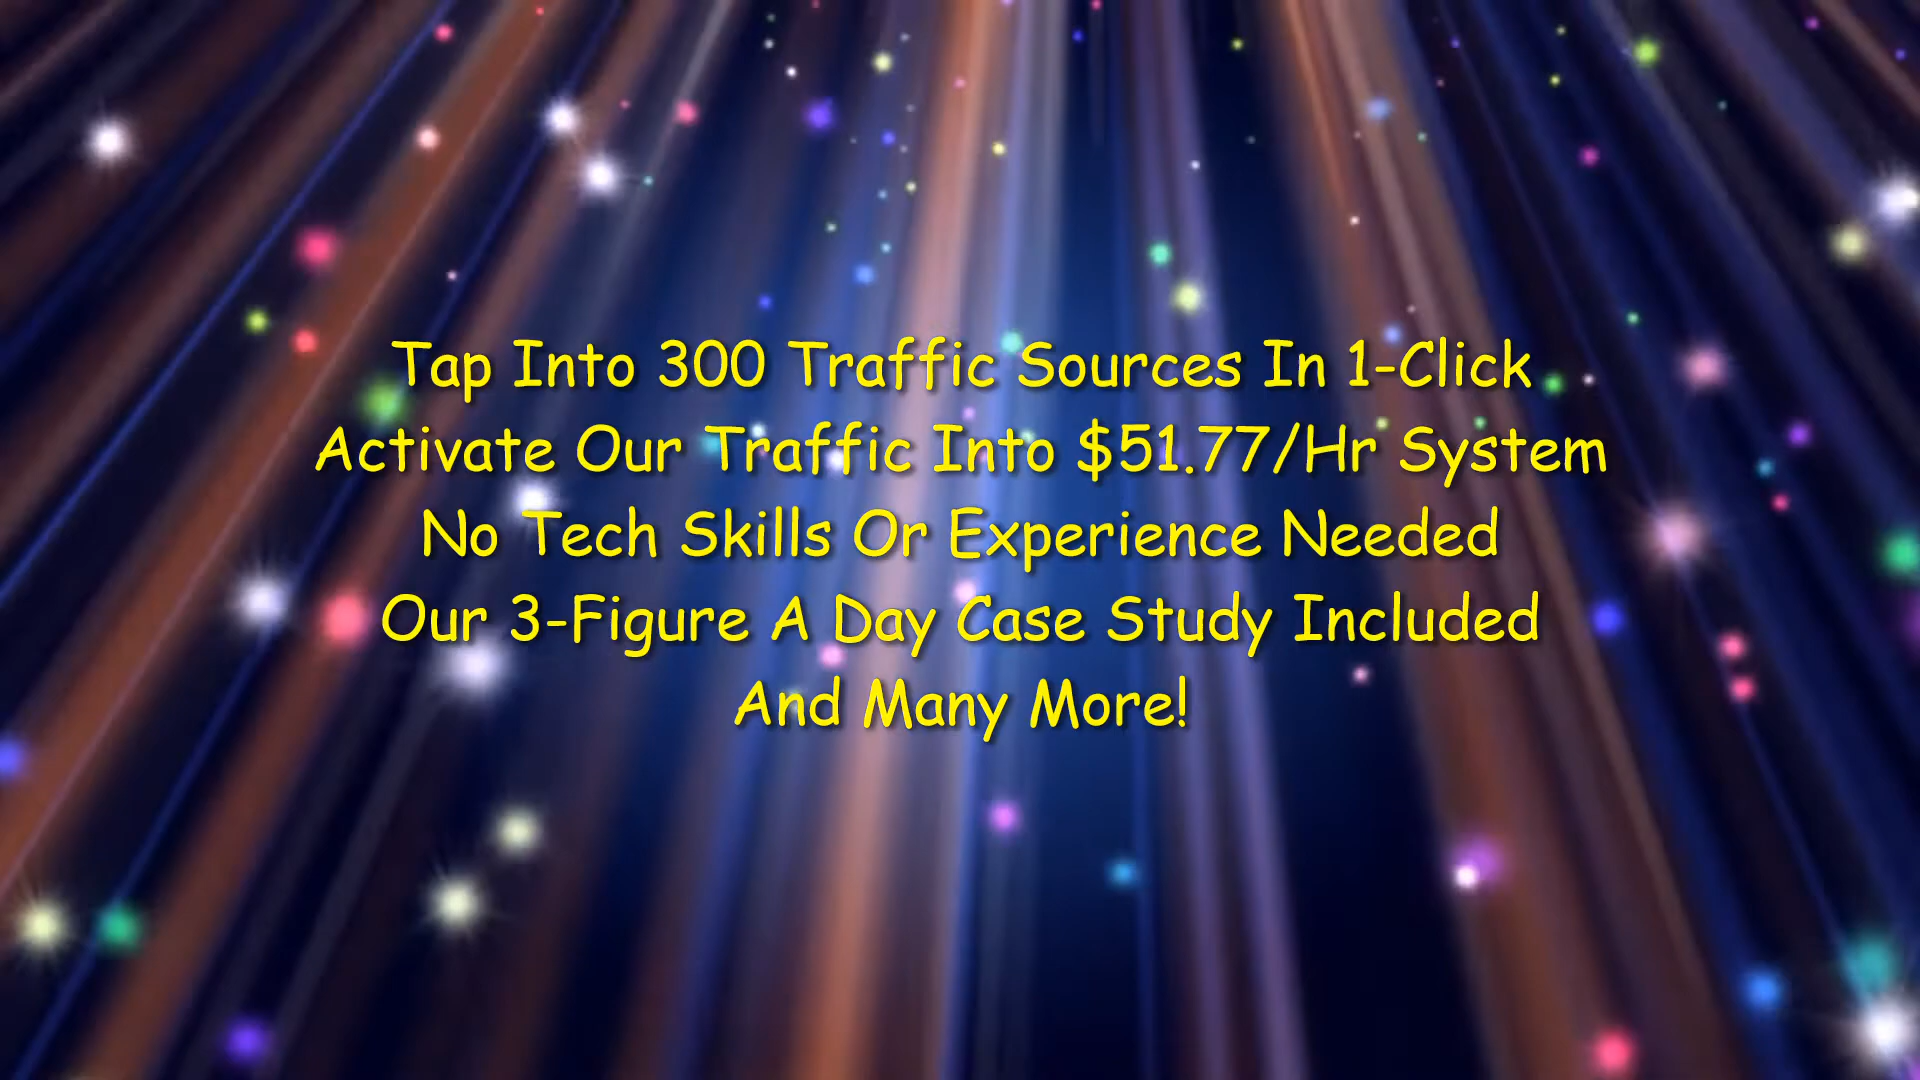 Tap Into 300 Traffic Sources In 1-Click
Activate Our Traffic Into $51.77/Hr System
No Tech Skills Or Experience Needed
Our 3-Figure A Day Case Study Included
And Many More!